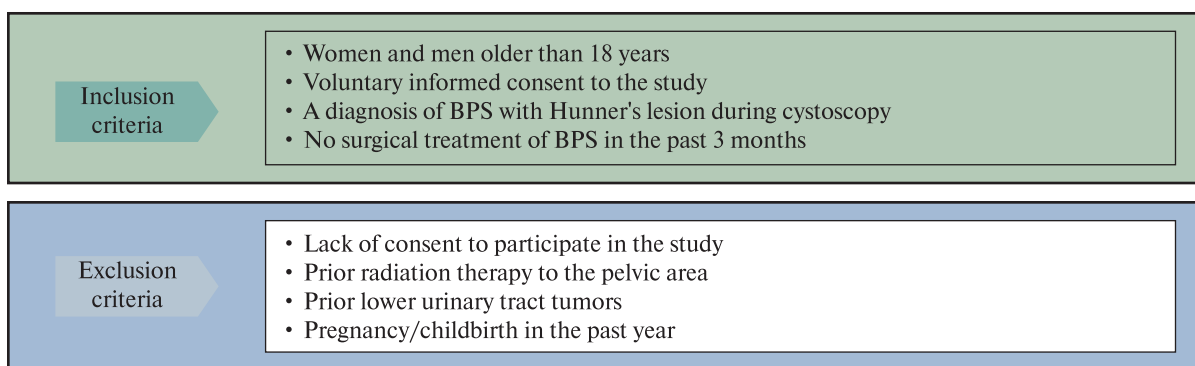 Inclusion
criteria
• Women and men older than 18 years
• Voluntary informed consent to the study
• A diagnosis of BPS with Hunner's lesion during cystoscopy
• No surgical treatment of BPS in the past 3 months
Exclusion
criteria
• Lack of consent to participate in the study
• Prior radiation therapy to the pelvic area
• Prior lower urinary tract tumors
• Pregnancy/childbirth in the past year